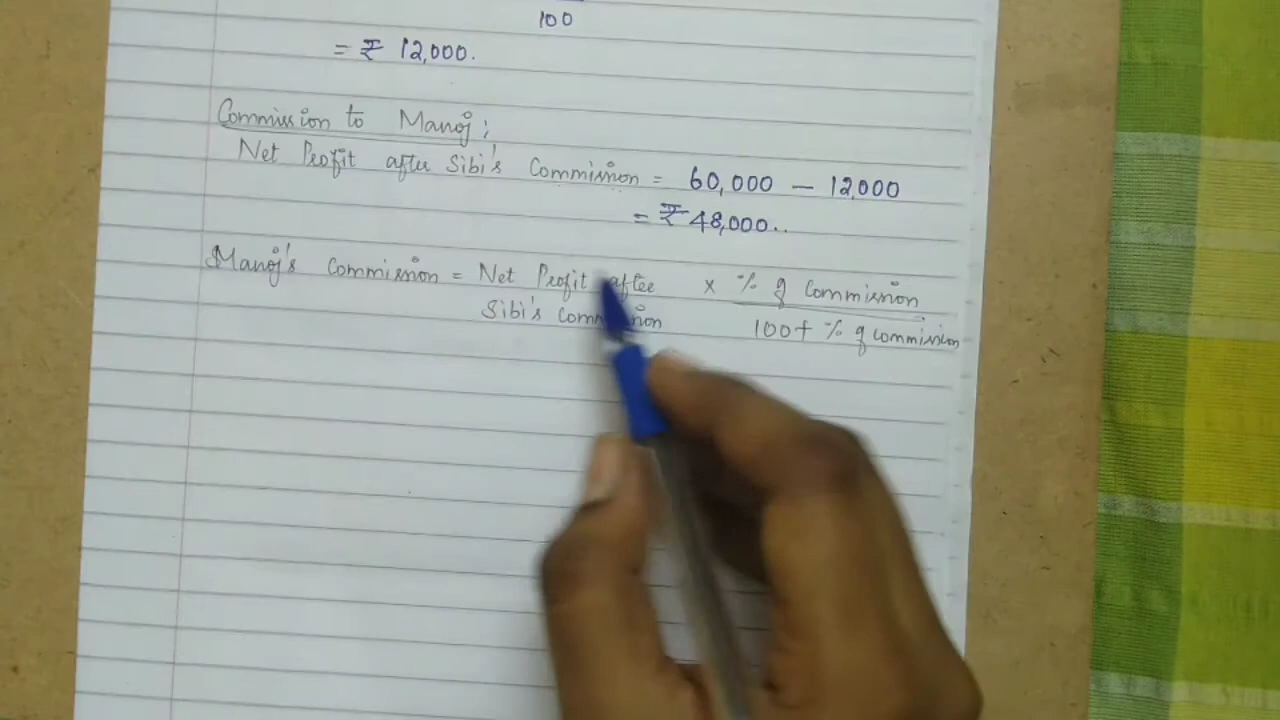 100
= ₹ 12,000.
Commission to Manoj;
Net Profit after Sibi's Commission = 60,000 — 12,000
= ₹ 48,000..
Manoj's Commission = Net Profit after × % of Commission
Sibi's Commission 100+ % of commission